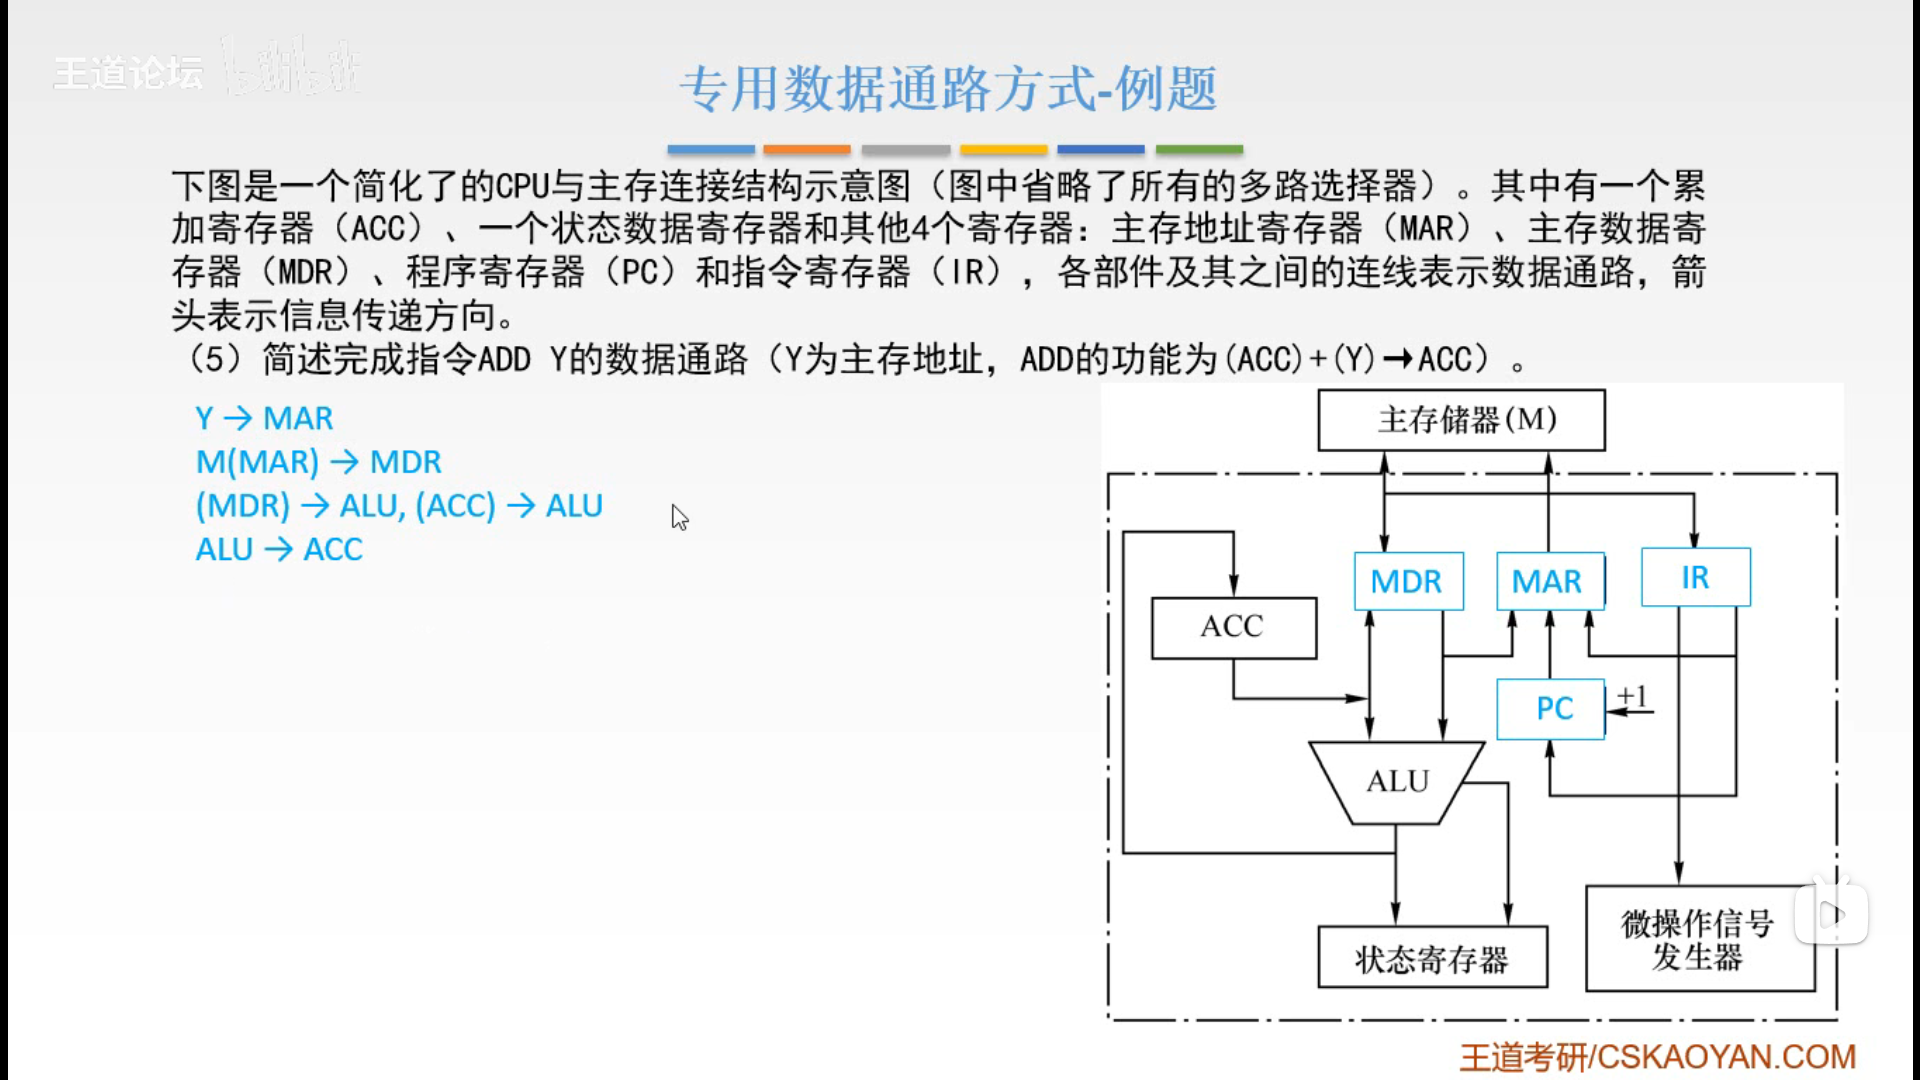 王道论坛 bilibili
专用数据通路方式-例题
下图是一个简化了的CPU与主存连接结构示意图（图中省略了所有的多路选择器）。其中有一个累
加寄存器（ACC）、一个状态数据寄存器和其他4个寄存器：主存地址寄存器（MAR）、主存数据寄
存器（MDR）、程序寄存器（PC）和指令寄存器（IR），各部件及其之间的连线表示数据通路，箭
头表示信息传递方向。
（5）简述完成指令ADD Y的数据通路（Y为主存地址，ADD的功能为(ACC)+(Y)→ACC）。
Y → MAR
M(MAR) → MDR
(MDR) → ALU, (ACC) → ALU
ALU → ACC
主存储器(M)
MDR
MAR
IR
ACC
PC
+1
ALU
状态寄存器
微操作信号
发生器
王道考研/CSKAOYAN.COM